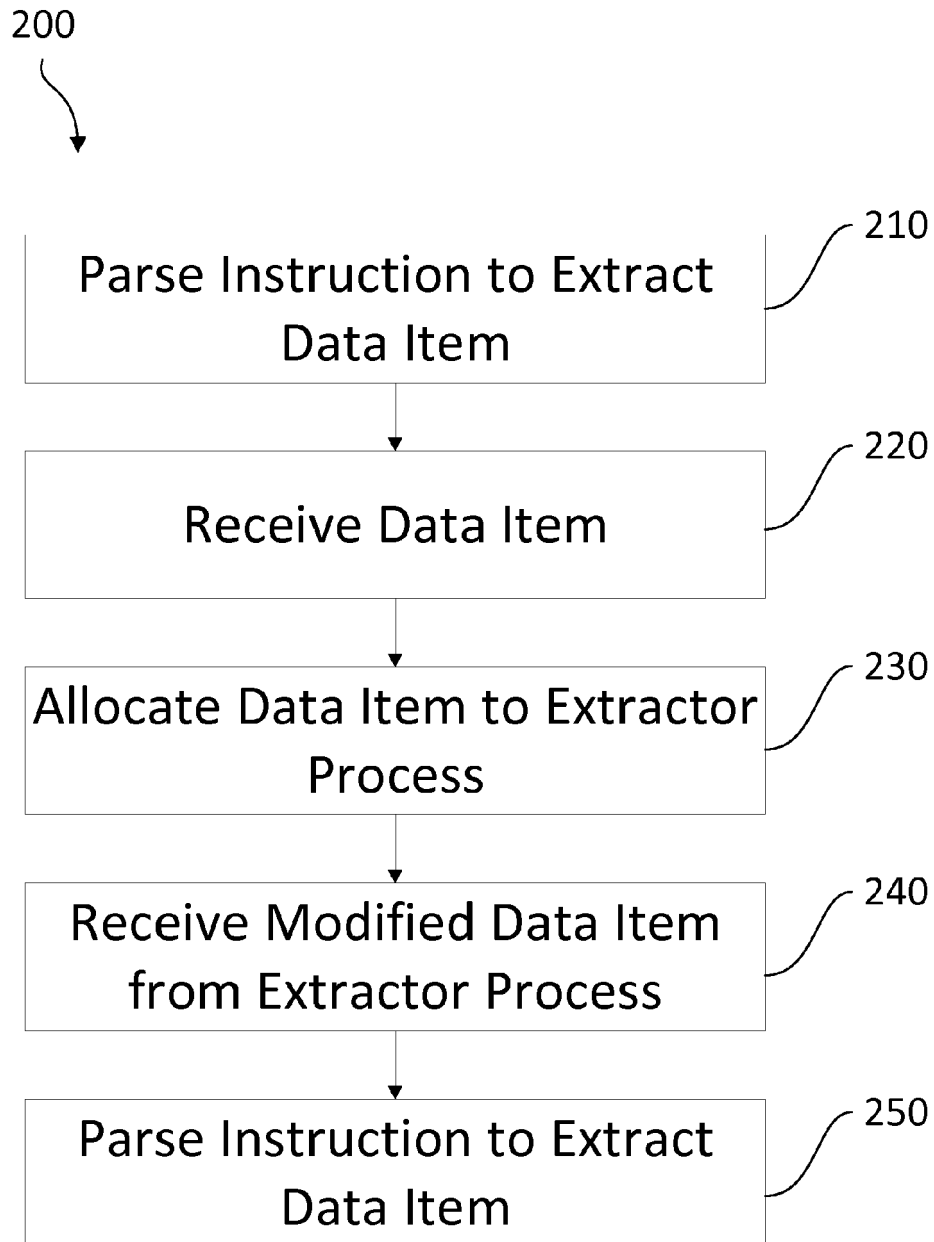 200
210
Parse Instruction to Extract
Data Item
220
Receive Data Item
230
Allocate Data Item to Extractor
Process
240
Receive Modified Data Item
from Extractor Process
250
Parse Instruction to Extract
Data Item